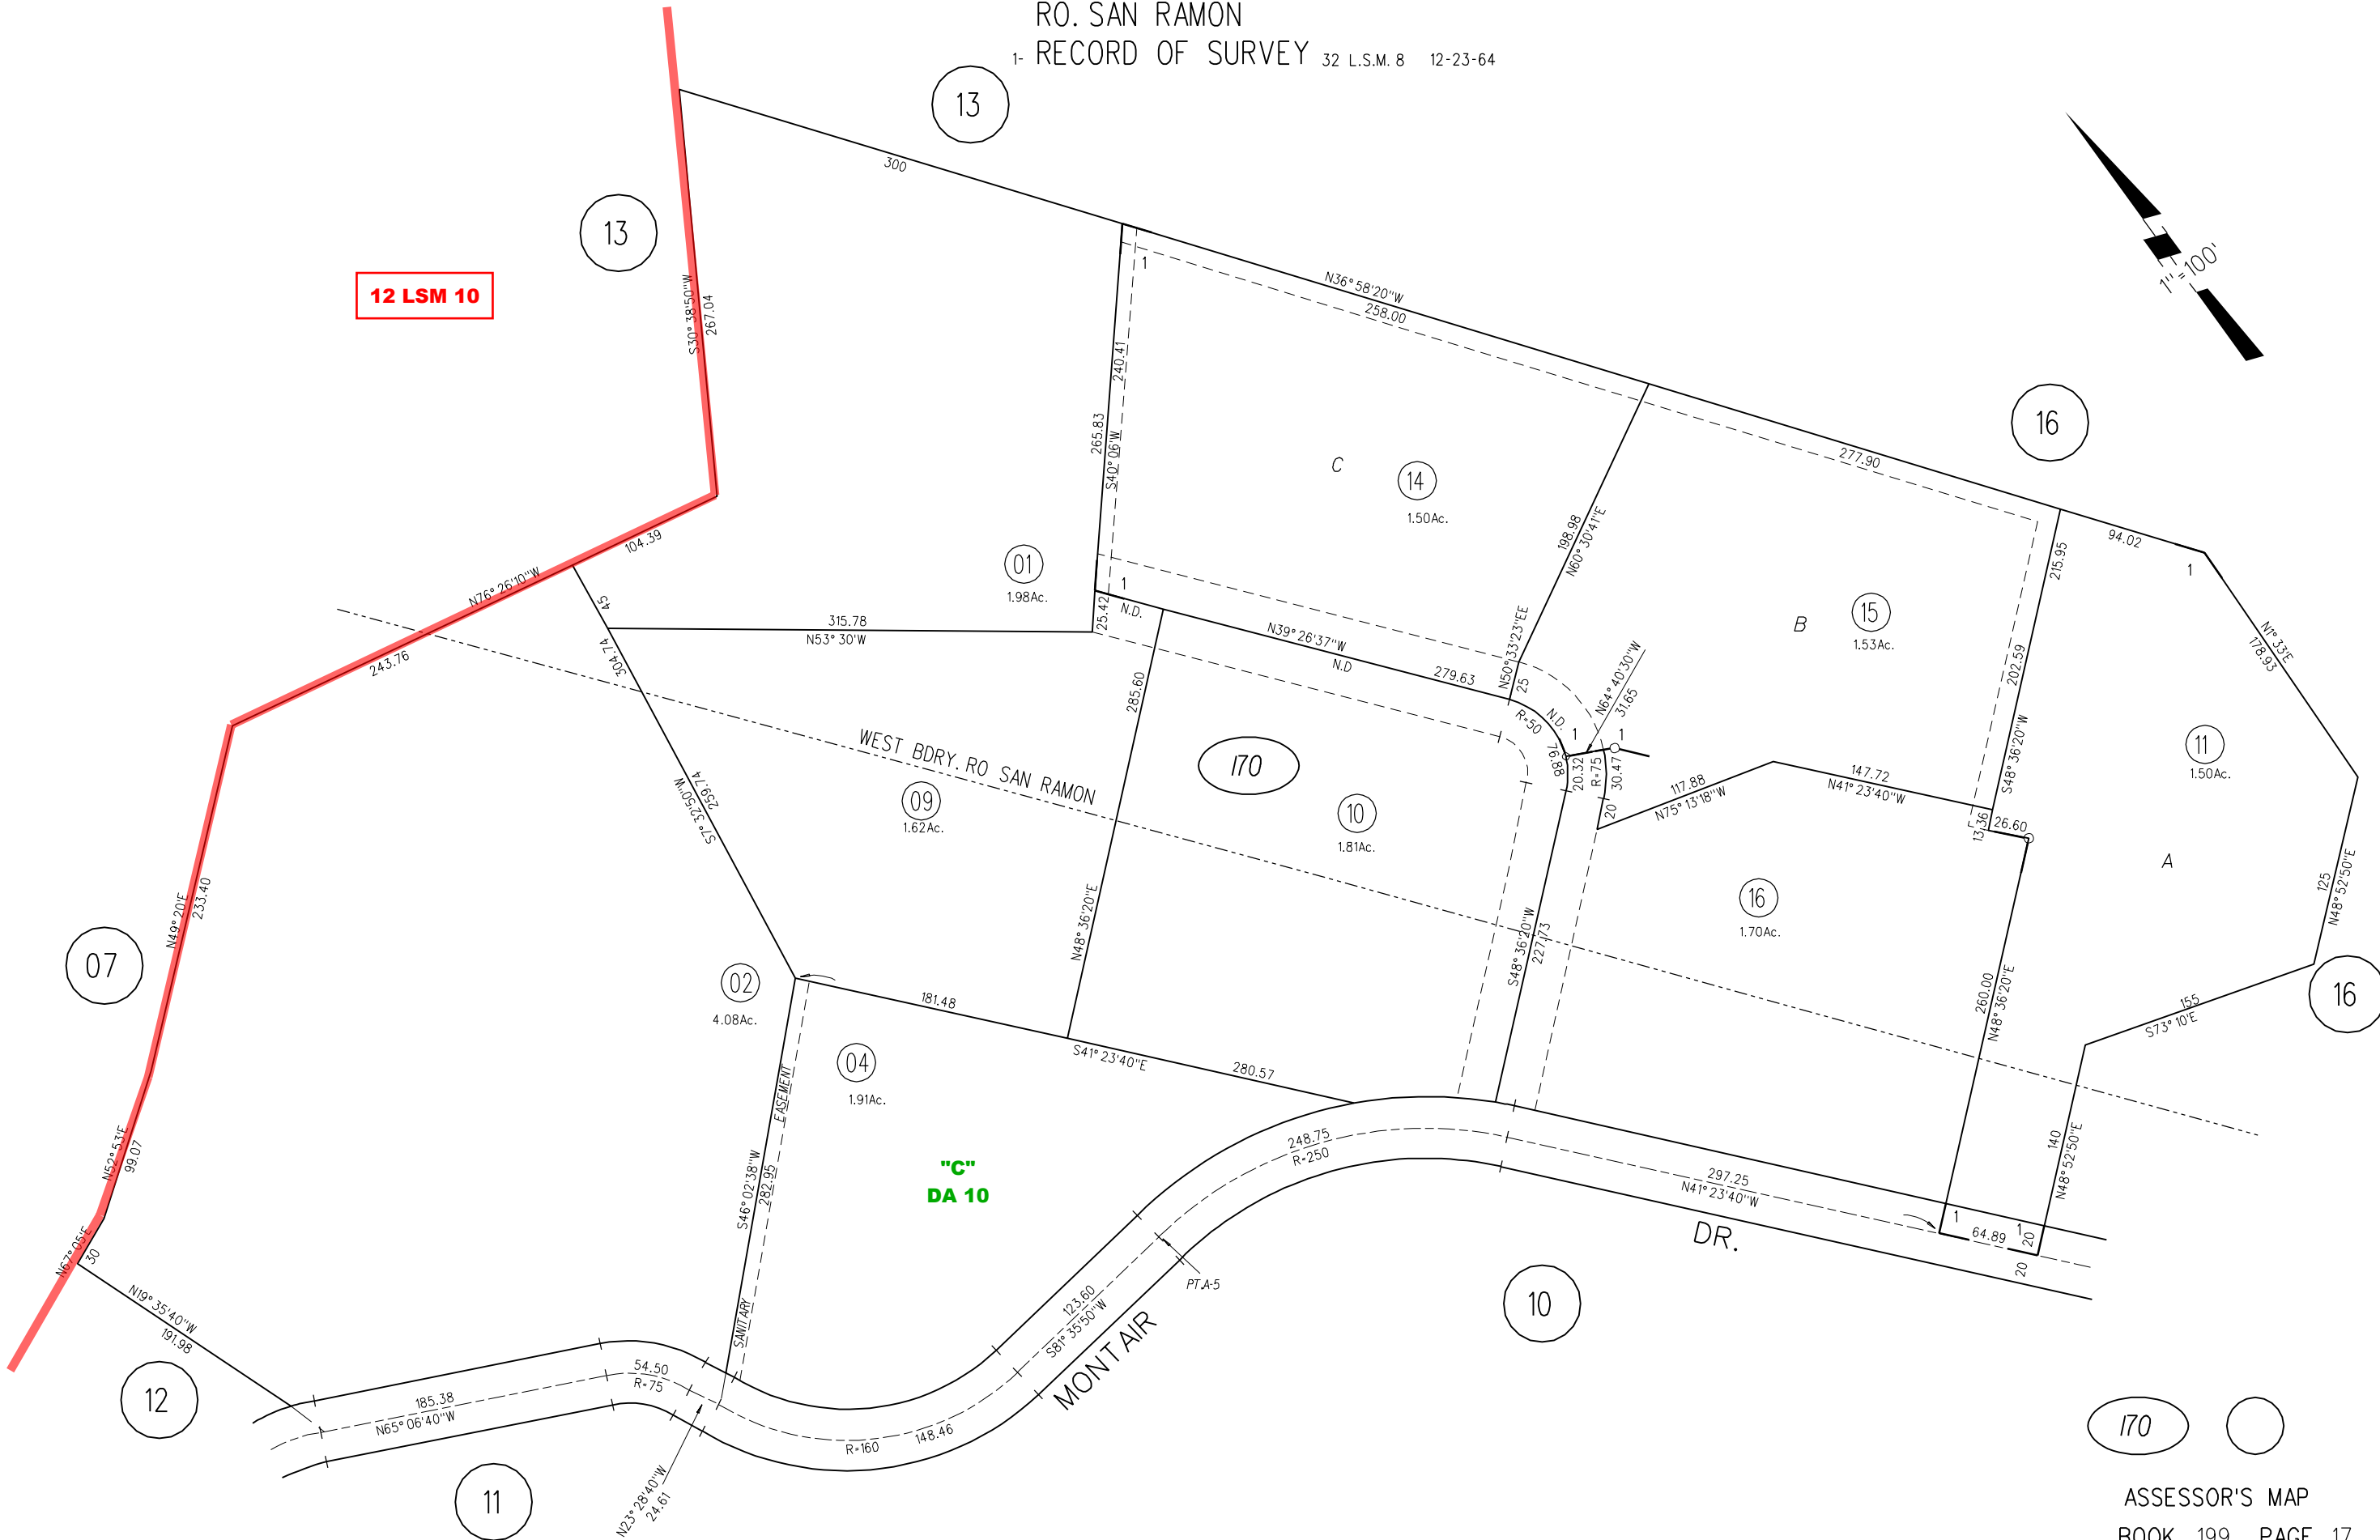 RO. SAN RAMON
1- RECORD OF SURVEY 32 L.S.M. 8 12-23-64
13
300
13
12 LSM 10
S30°38'50"W
267.04
1
N36°58'20"W
258.00
1"=100'
240.41
265.83
S40°06'W
C
14
1.50Ac.
16
277.90
198.98
N60°30'41"E
215.95
94.02
1
104.39
N76°26'10"W
243.76
45
304.74
01
1.98Ac.
1
N.D.
25.42
315.78
N53°30'W
N39°26'37"W
N.D
279.63
N50°33'23"EE
25
B
15
1.53Ac.
202.59
S48°36'20"W
N1°33'E
178.93
N64°40'30"W
31.65
R=50
N.D.
76.88
1
1
20.32
R=75
30.47
20
117.88
N75°13'18"W
147.72
N41°23'40"W
13.36
26.60
11
1.50Ac.
A
285.60
WEST BDRY. RO SAN RAMON
170
259.74
S7°32'50"W
09
1.62Ac.
10
1.81Ac.
16
1.70Ac.
N49°20'E
233.40
07
02
4.08Ac.
N48°36'20"E
S48°36'20"W
227.73
125
N48°52'50"E
16
260.00
N48°36'20"E
155
S73°10'E
181.48
S41°23'40"E
280.57
04
1.91Ac.
EASEMENT
N52°53'E
99.07
"C"
DA 10
S46°02'38"W
282.95
SANITARY
248.75
R=250
297.25
N41°23'40"W
140
N48°52'50"E
1
1
64.89
20
20
DR.
N67°05'E
30
N19°35'40"W
191.98
PT.A-5
123.60
S81°35'50"W
MONTAIR
10
12
54.50
R=75
185.38
N65°06'40"W
R=160
148.46
N23°28'40"W
24.61
11
170
ASSESSOR'S MAP
BOOK 199 PAGE 17